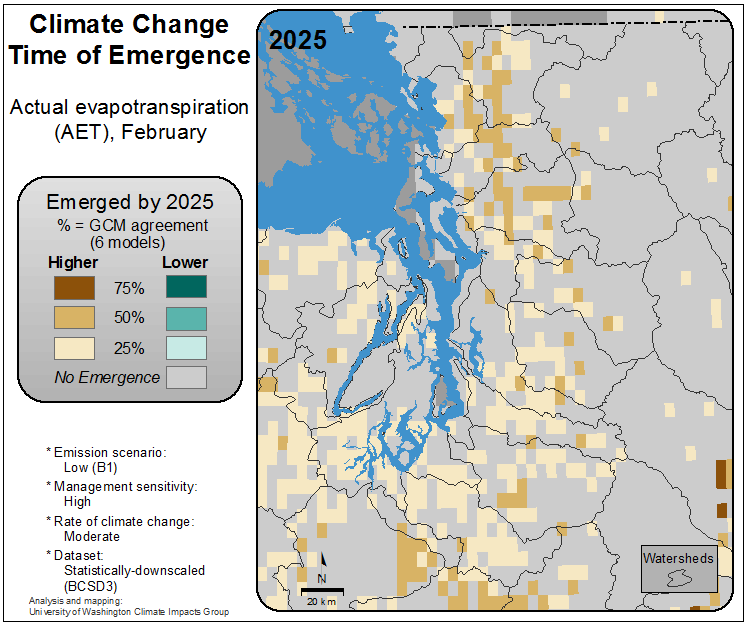 Climate Change
Time of Emergence
Actual evapotranspiration
(AET), February
Emerged by 2025
% = GCM agreement
(6 models)
Higher Lower
75%
50%
25%
No Emergence
* Emission scenario:
Low (B1)
* Management sensitivity:
High
* Rate of climate change:
Moderate
* Dataset:
Statistically-downscaled
(BCSD3)
Analysis and mapping:
University of Washington Climate Impacts Group
2025
N
20 km
Watersheds